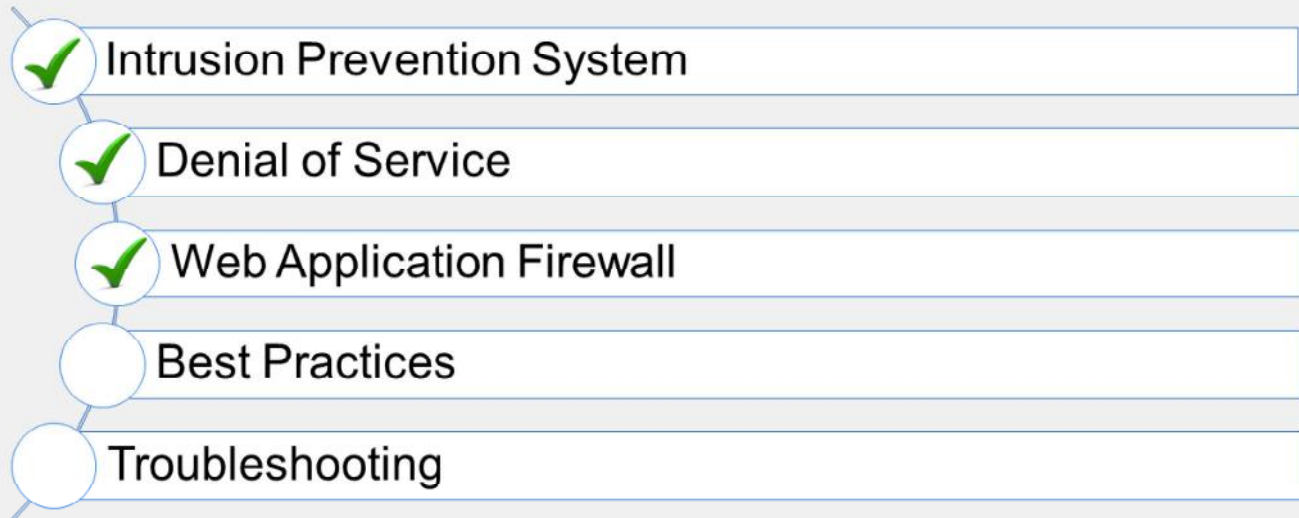 Intrusion Prevention System
Denial of Service
Web Application Firewall
Best Practices
Troubleshooting